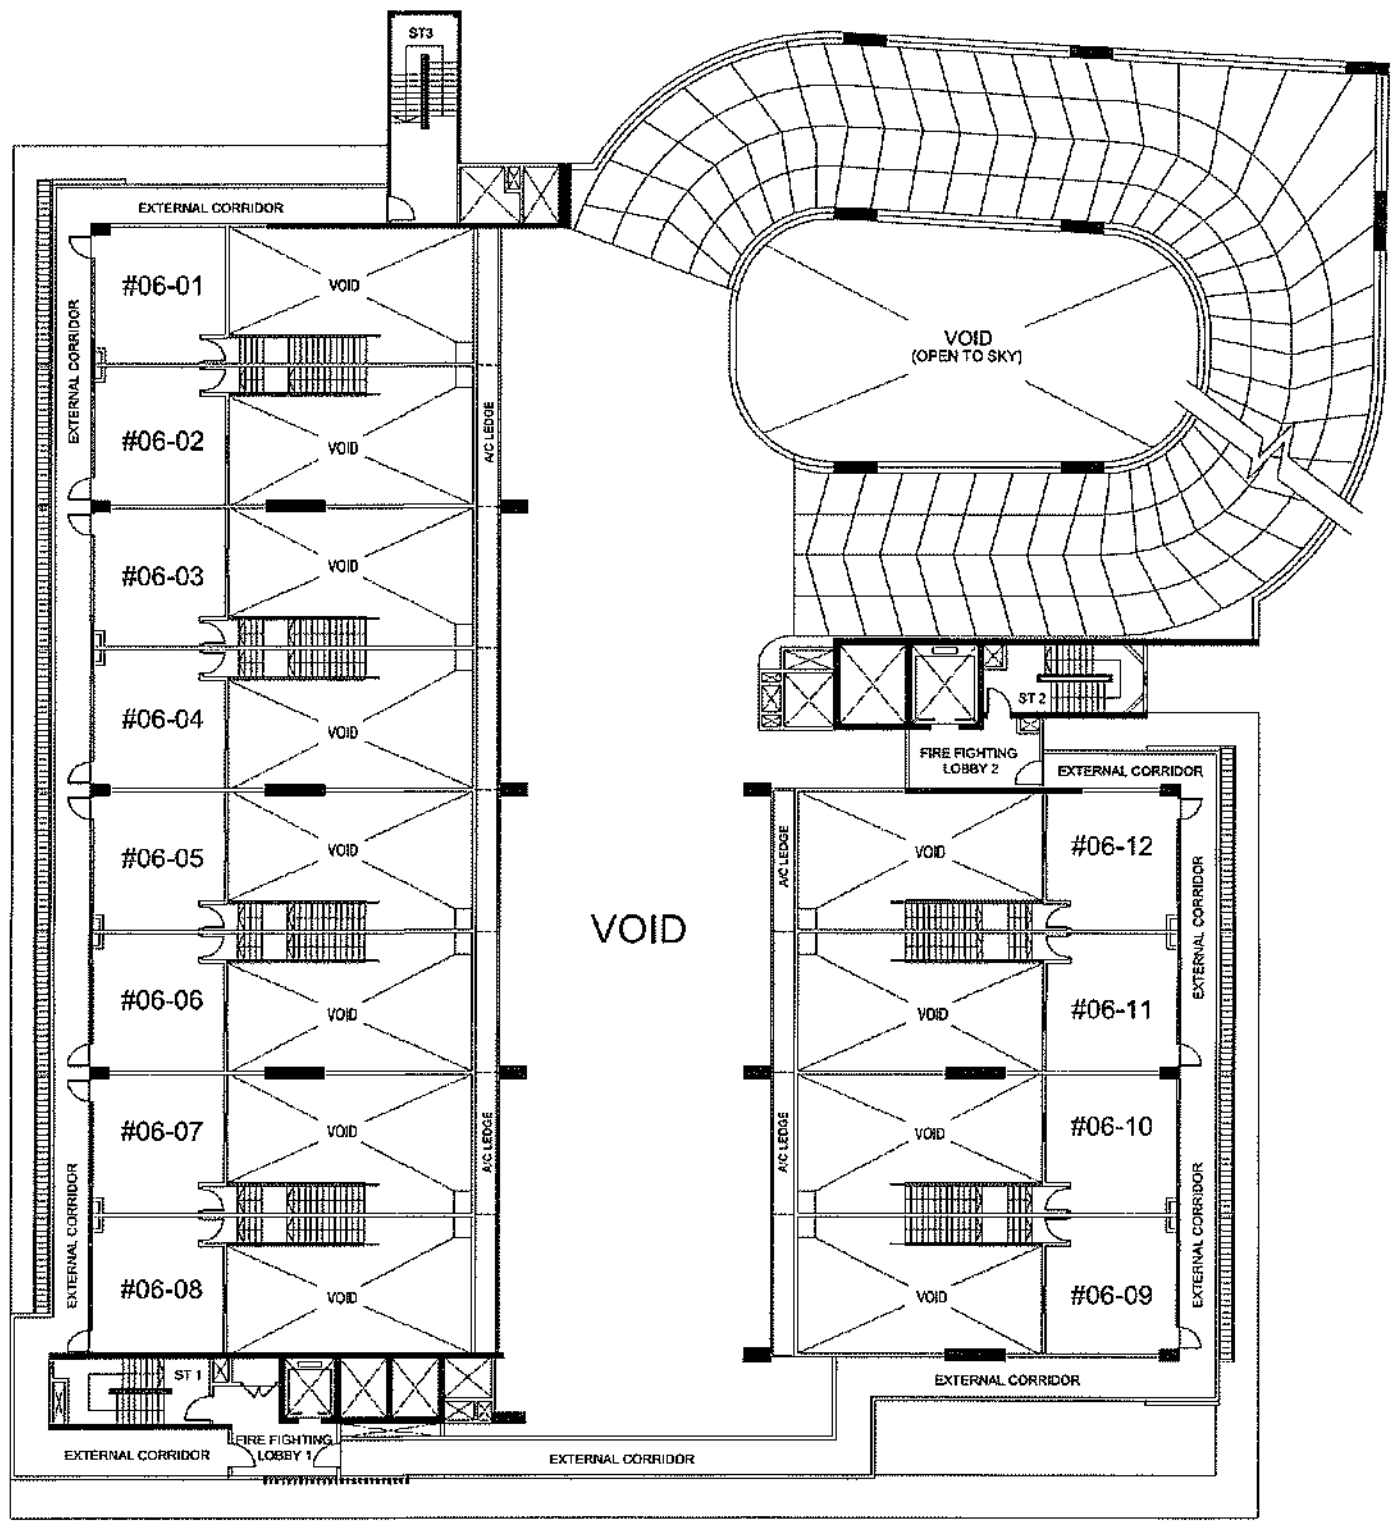 ST3
EXTERNAL CORRIDOR
#06-01
VOID
EXTERNAL CORRIDOR
VOID
(OPEN TO SKY)
#06-02
VOID
A/C LEDGE
#06-03
VOID
#06-04
VOID
ST 2
FIRE FIGHTING
LOBBY 2
EXTERNAL CORRIDOR
#06-05
VOID
A/C LEDGE
VOID
#06-12
EXTERNAL CORRIDOR
VOID
#06-06
VOID
VOID
#06-11
#06-07
VOID
A/C LEDGE
A/C LEDGE
VOID
#06-10
EXTERNAL CORRIDOR
EXTERNAL CORRIDOR
#06-08
VOID
VOID
#06-09
ST 1
EXTERNAL CORRIDOR
FIRE FIGHTING
LOBBY 1
EXTERNAL CORRIDOR
EXTERNAL CORRIDOR